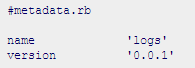 #metadata.rb
name 'logs'
version '0.0.1'